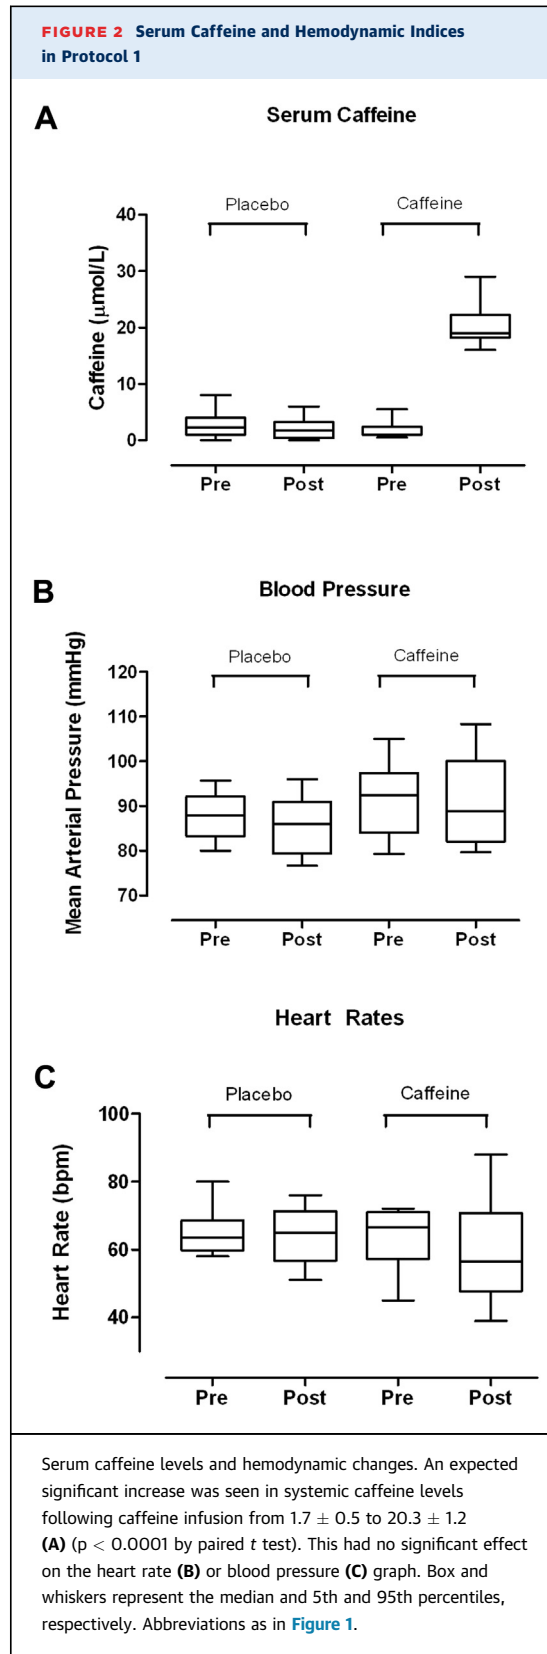 FIGURE 2 Serum Caffeine and Hemodynamic Indices
in Protocol 1
A
Serum Caffeine
Placebo
Caffeine
Caffeine (μmol/L)
40
30
20
10
0
Pre
Post
Pre
Post
B
Blood Pressure
Placebo
Caffeine
Mean Arterial Pressure (mmHg)
120
110
100
90
80
70
Pre
Post
Pre
Post
Heart Rates
C
Placebo
Caffeine
Heart Rate (bpm)
100
80
60
40
Pre
Post
Pre
Post
Serum caffeine levels and hemodynamic changes. An expected
significant increase was seen in systemic caffeine levels
following caffeine infusion from 1.7 ± 0.5 to 20.3 ± 1.2
(A) (p < 0.0001 by paired t test). This had no significant effect
on the heart rate (B) or blood pressure (C) graph. Box and
whiskers represent the median and 5th and 95th percentiles,
respectively. Abbreviations as in Figure 1.